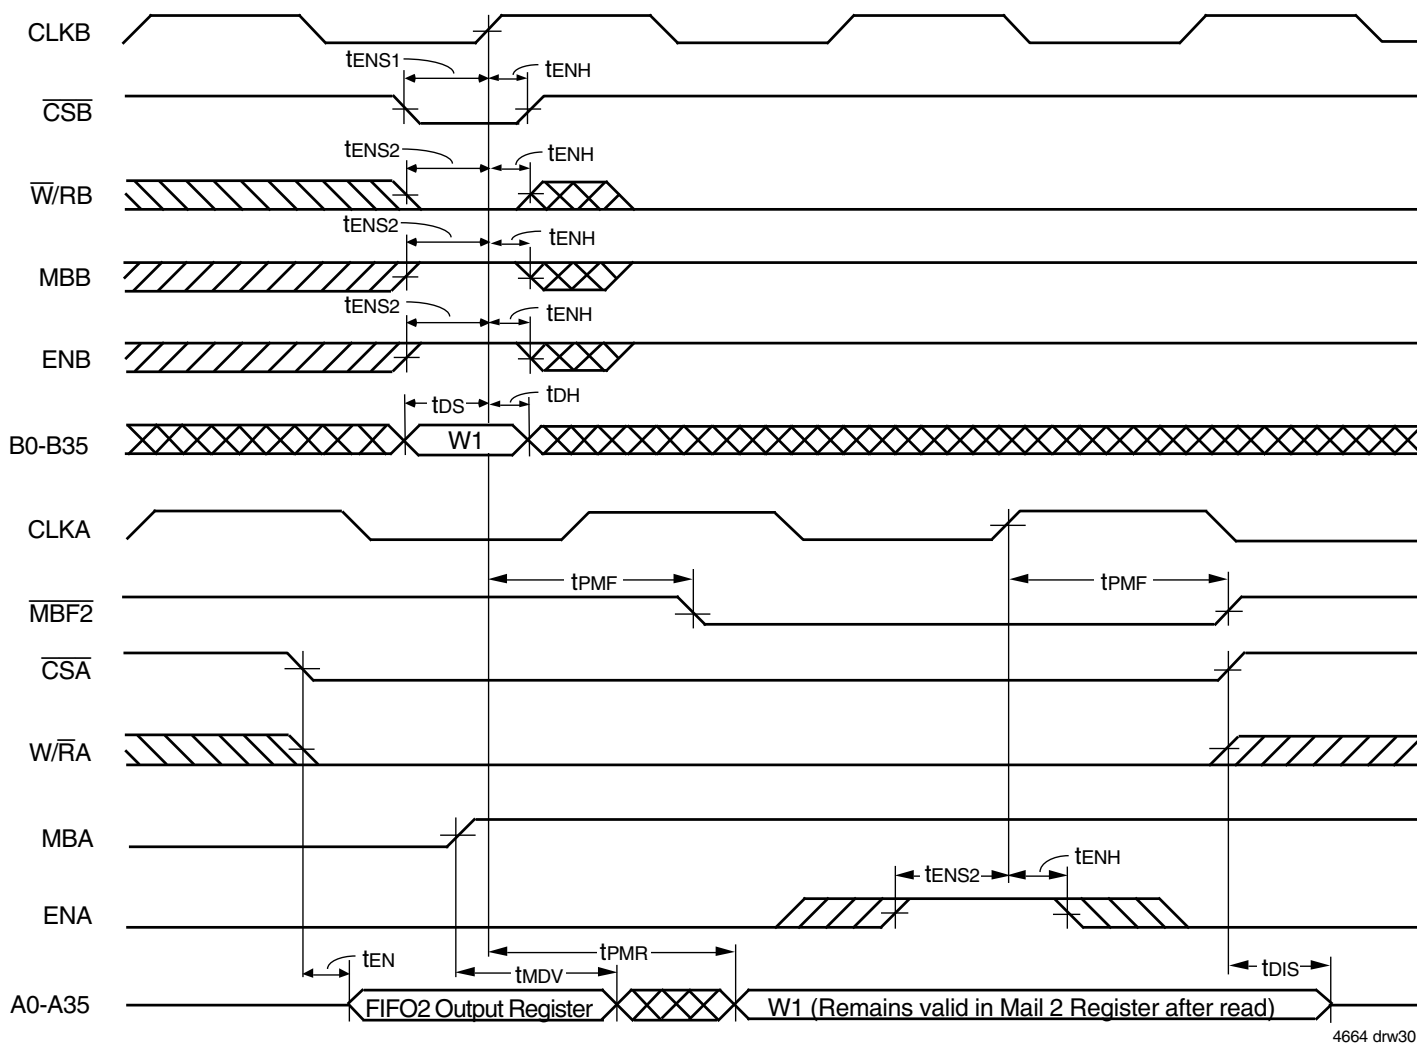 CLKB
tENS1
tENH
CSB
tENS2
tENH
W/RB
tENS2
tENH
MBB
tENS2
tENH
ENB
tDS
tDH
B0-B35
W1
CLKA
tPMF
tPMF
MBF2
CSA
W/RA
MBA
tENS2
tENH
ENA
tEN
tPMR
tMDV
tDIS
A0-A35
FIFO2 Output Register
W1 (Remains valid in Mail 2 Register after read)
4664 drw30